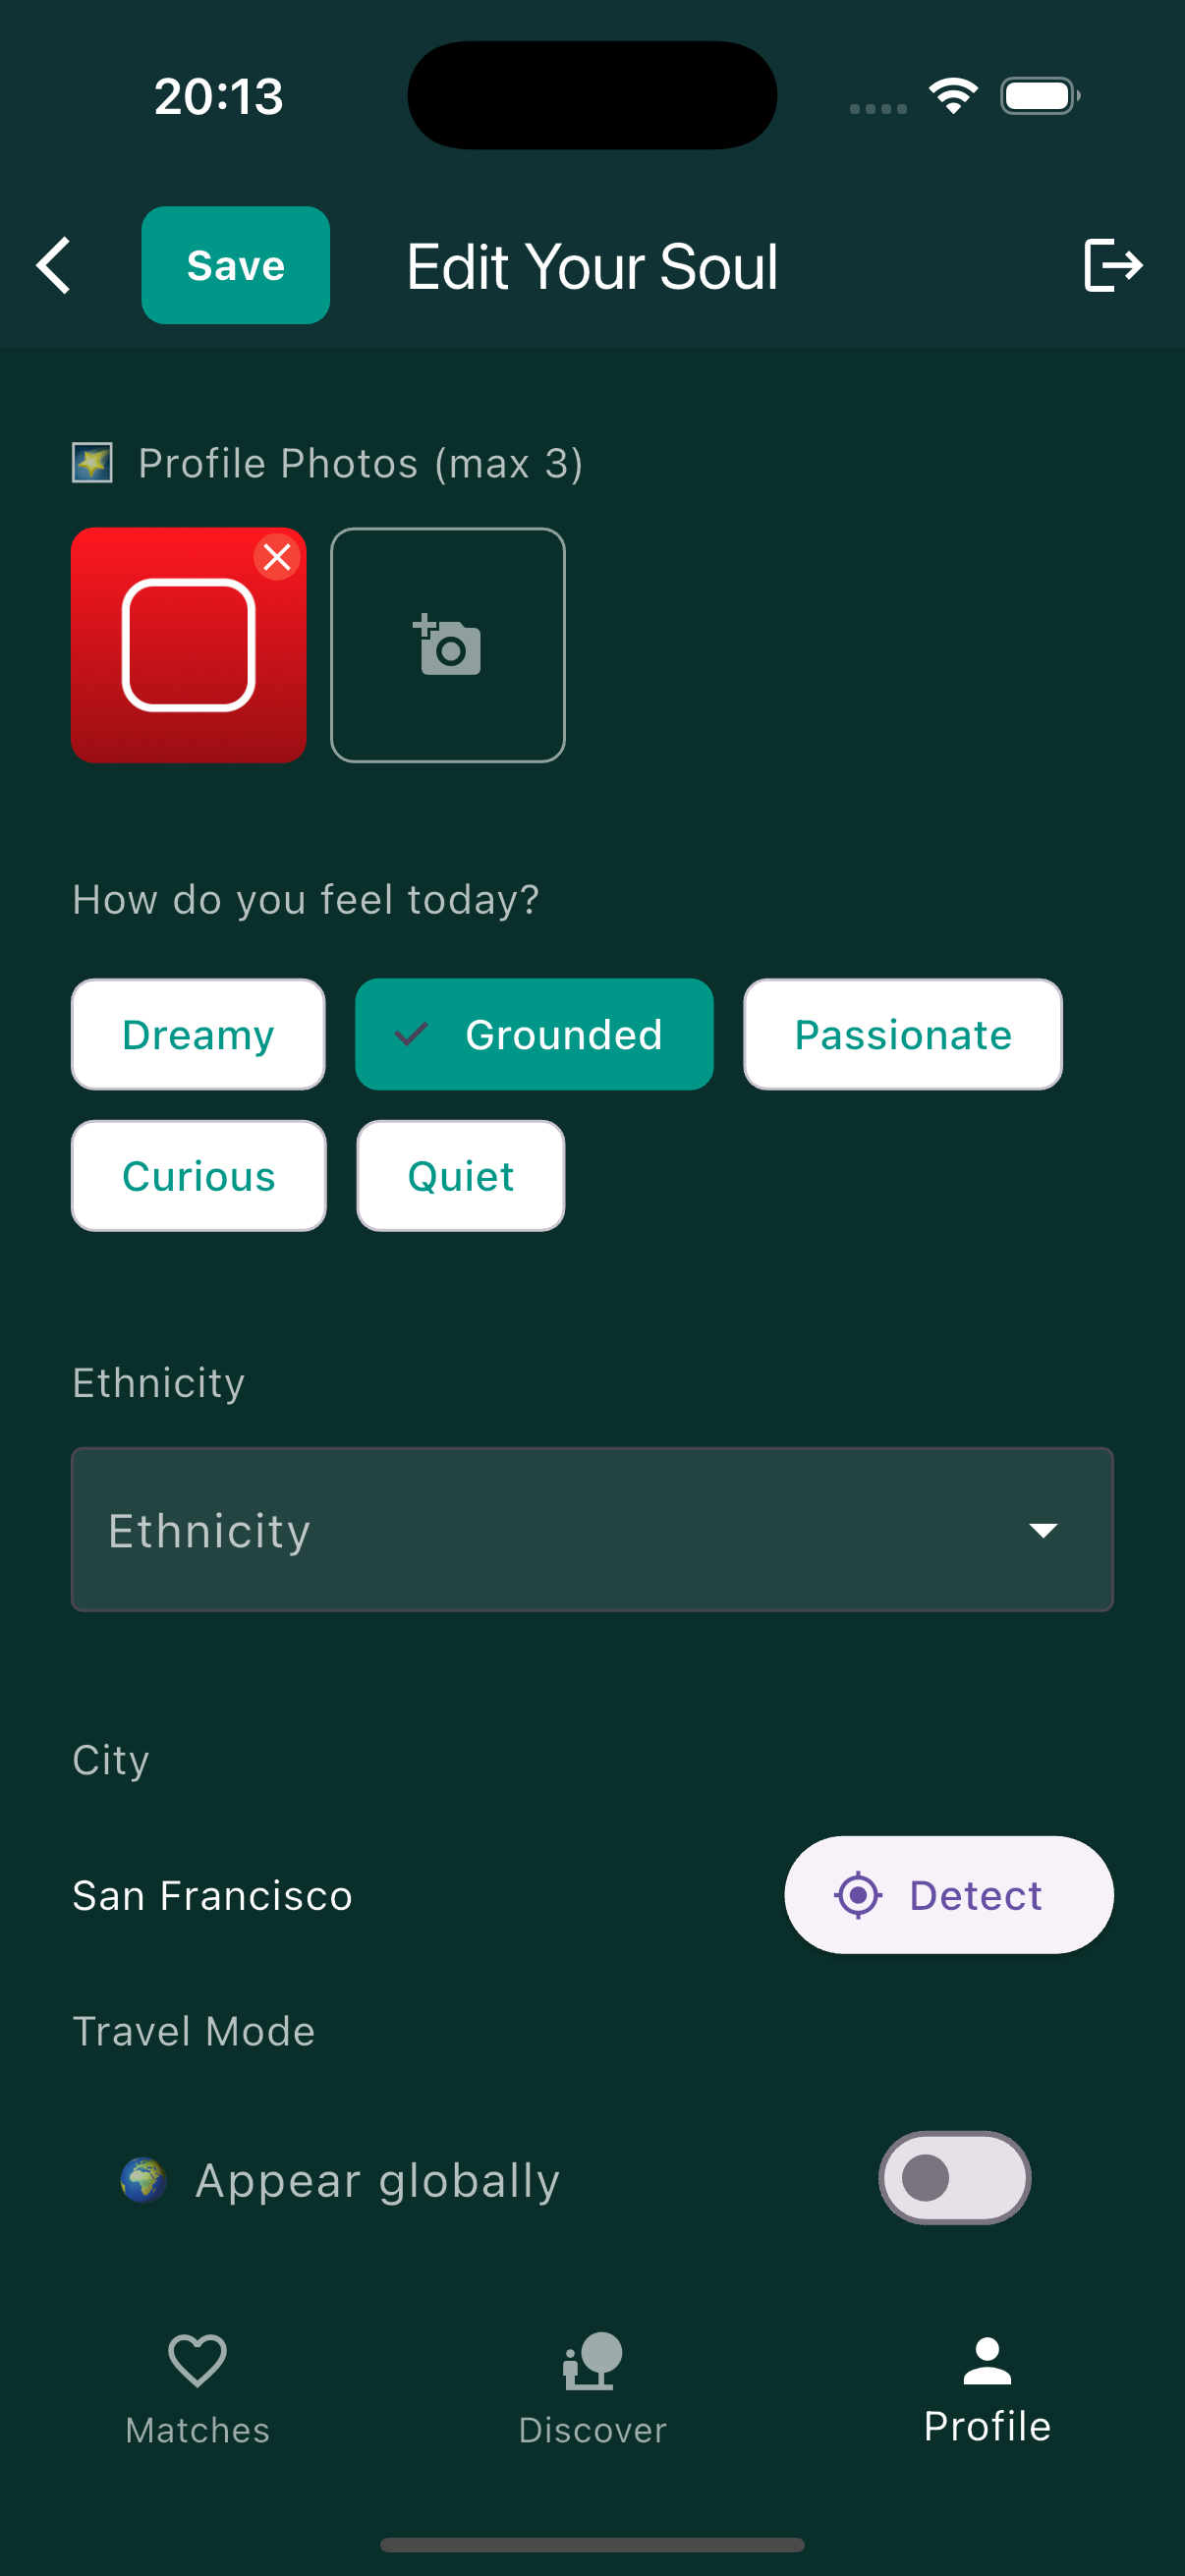 20:13
Save
Edit Your Soul
Profile Photos (max 3)
How do you feel today?
Dreamy
Grounded
Passionate
Curious
Quiet
Ethnicity
Ethnicity
City
San Francisco
Detect
Travel Mode
Appear globally
Matches
Discover
Profile